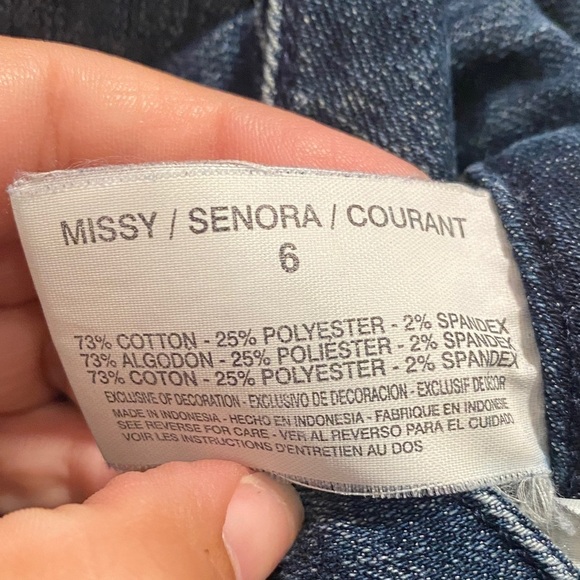 MISSY / SENORA / COURANT
6
73% COTTON - 25% POLYESTER - 2% SPANDEX
73% ALGODON - 25% POLIESTER - 2% SPANDEX
73% COTON - 25% POLYESTER - 2% SPANDEX
EXCLUSIVE OF DECORATION - EXCLUSIVO DE DECORACION - EXCLUSIF DE DECOR
MADE IN INDONESIA - HECHO EN INDONESIA - FABRIQUE EN INDONESIE
SEE REVERSE FOR CARE - VER AL REVERSO PARA EL CUIDADO
VOIR LES INSTRUCTIONS D'ENTRETIEN AU DOS